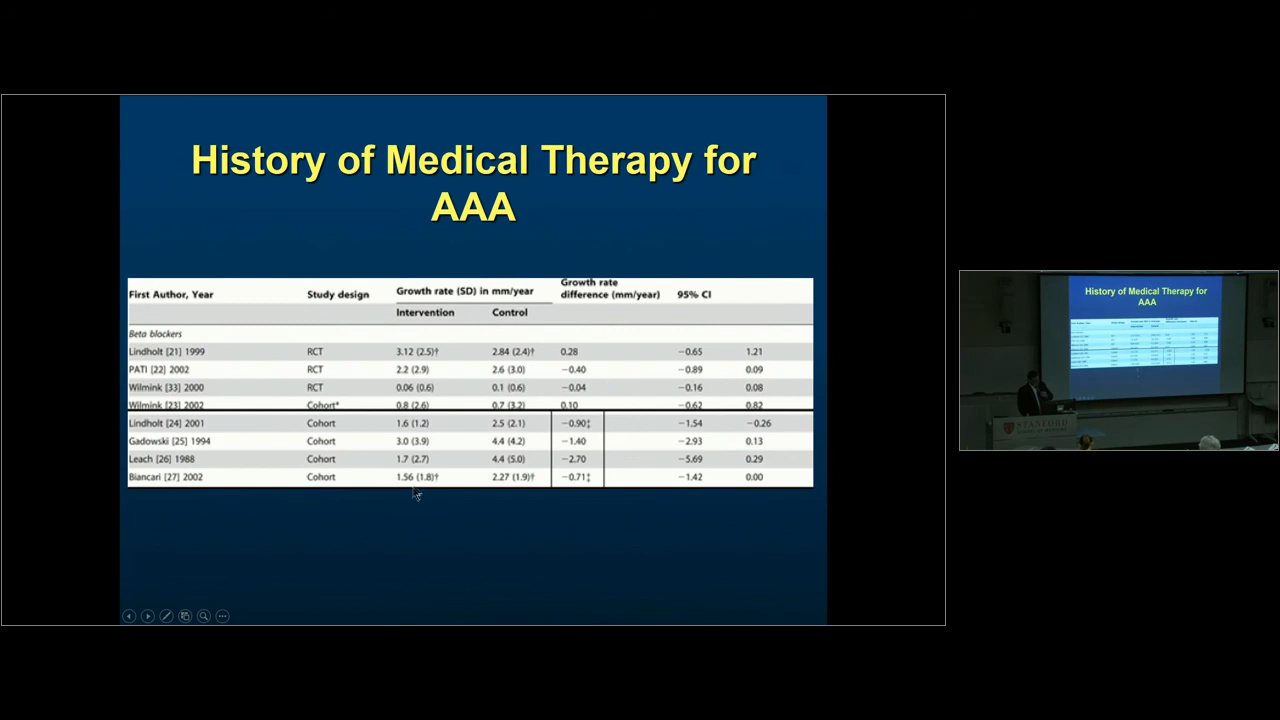 History of Medical Therapy for
AAA
First Author, Year Study design Growth rate (SD) in mm/year Growth rate difference (mm/year) 95% CI
Intervention Control
Beta blockers
Lindholt [21] 1999 RCT 3.12 (2.5)† 2.84 (2.4)† 0.28 −0.65 1.21
PATI [22] 2002 RCT 2.2 (2.9) 2.6 (3.0) −0.40 −0.89 0.09
Wilmink [33] 2000 RCT 0.06 (0.6) 0.1 (0.6) −0.04 −0.16 0.08
Wilmink [23] 2002 Cohort* 0.8 (2.6) 0.7 (3.2) 0.10 −0.62 0.82
Lindholt [24] 2001 Cohort 1.6 (1.2) 2.5 (2.1) −0.90‡ −1.54 −0.26
Gadowski [25] 1994 Cohort 3.0 (3.9) 4.4 (4.2) −1.40 −2.93 0.13
Leach [26] 1988 Cohort 1.7 (2.7) 4.4 (5.0) −2.70 −5.69 0.29
Biancari [27] 2002 Cohort 1.56 (1.8)† 2.27 (1.9)† −0.71‡ −1.42 0.00
History of Medical Therapy for
AAA
STANFORD